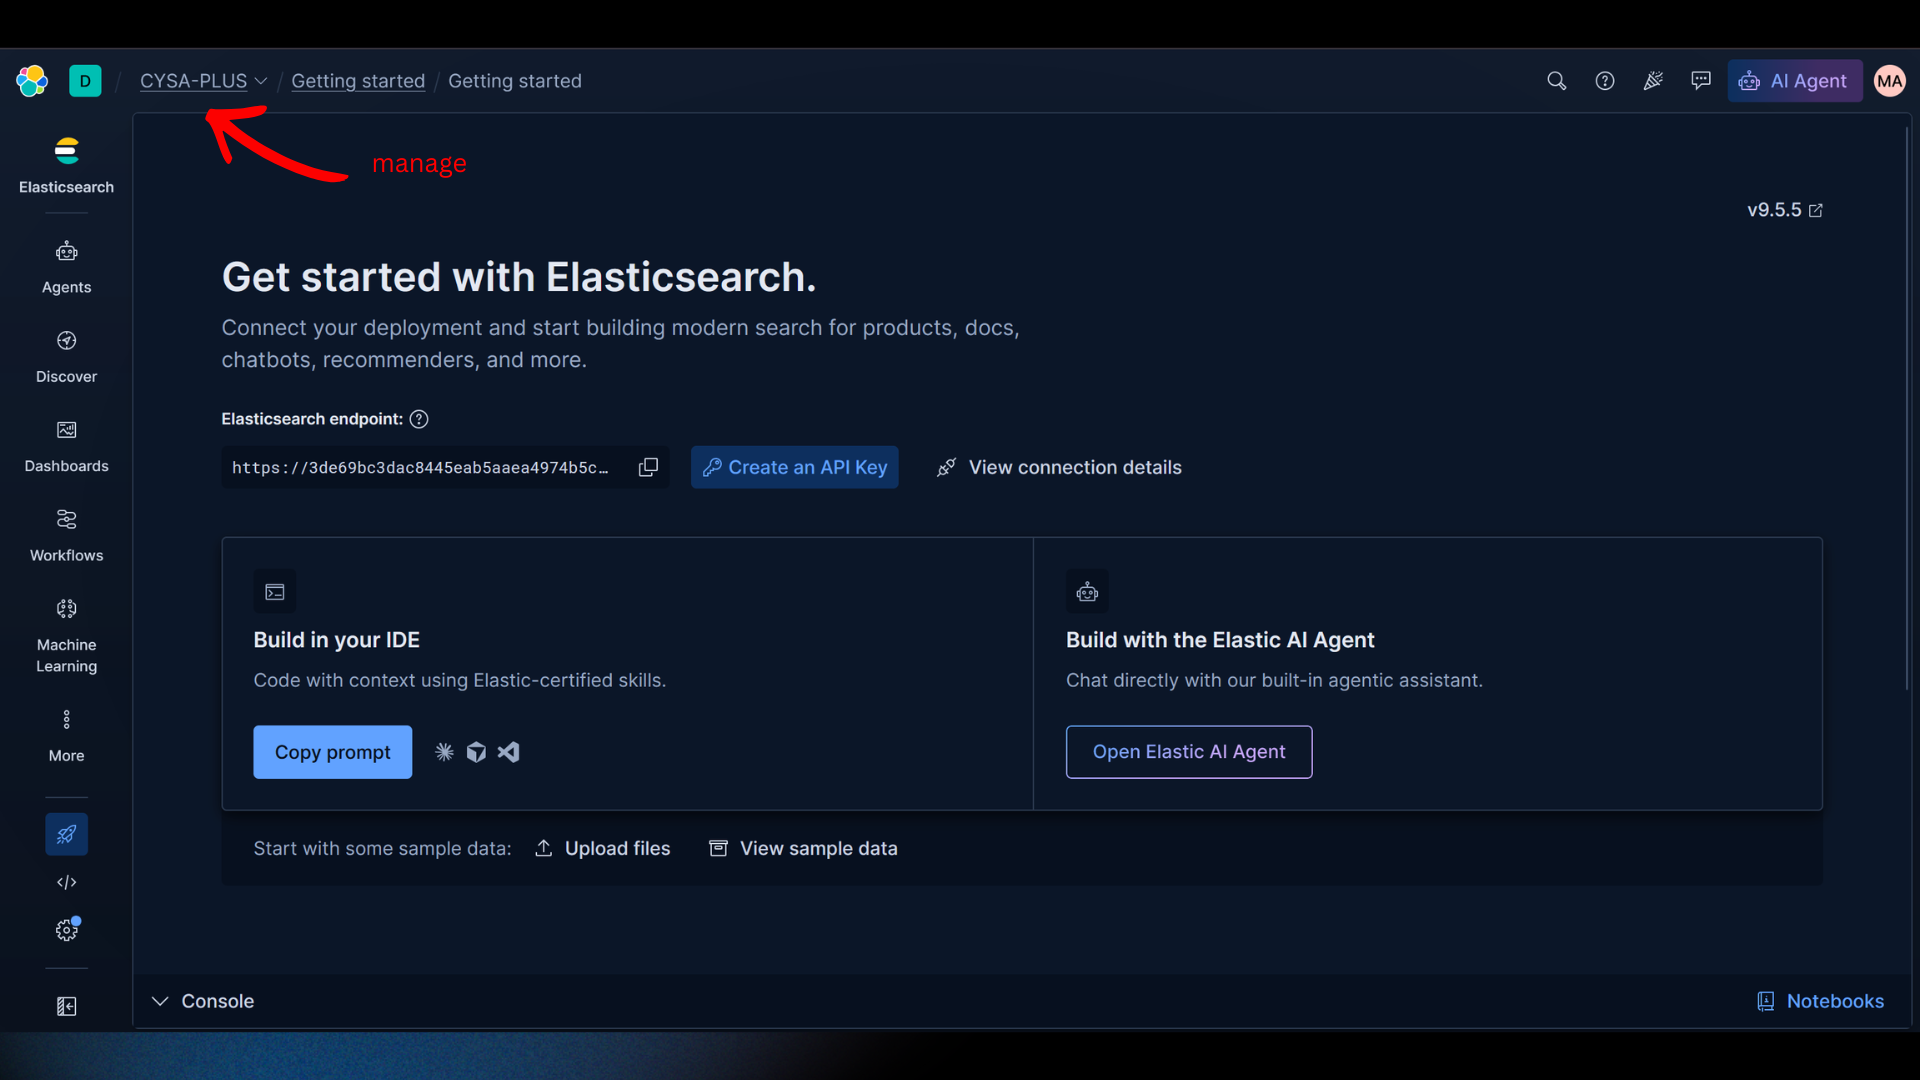 D / CYSA-PLUS / Getting started / Getting started
AI Agent
MA
manage
Elasticsearch
Agents
Discover
Dashboards
Workflows
Machine
Learning
More
v9.5.5
Get started with Elasticsearch.
Connect your deployment and start building modern search for products, docs,
chatbots, recommenders, and more.
Elasticsearch endpoint:
https://3de69bc3dac8445eab5aaea4974b5c…
Create an API Key
View connection details
Build in your IDE
Code with context using Elastic-certified skills.
Copy prompt
Build with the Elastic AI Agent
Chat directly with our built-in agentic assistant.
Open Elastic AI Agent
Start with some sample data:
Upload files
View sample data
Console
Notebooks